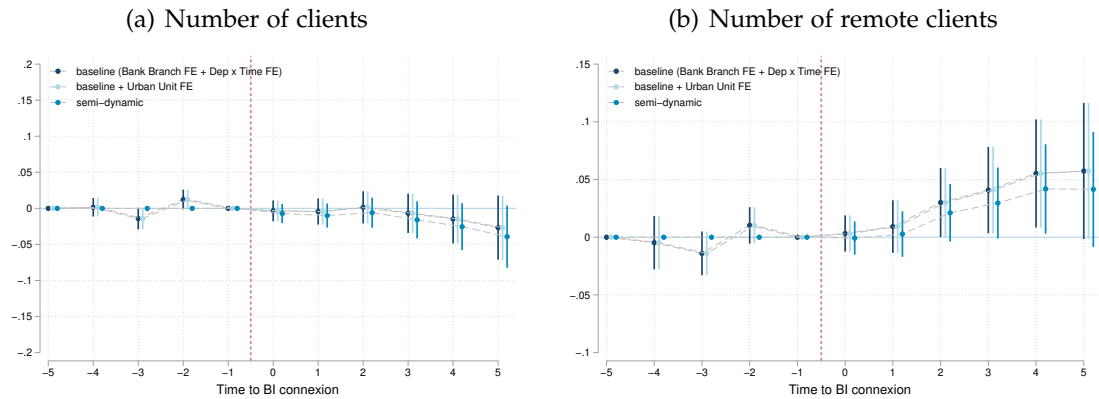 (a) Number of clients
.2
.15
.1
.05
0
-.05
-.1
-.15
-.2
baseline (Bank Branch FE + Dep x Time FE)
baseline + Urban Unit FE
semi-dynamic
-5 -4 -3 -2 -1 0 1 2 3 4 5
Time to BI connexion
(b) Number of remote clients
.15
.1
.05
0
-.05
-.1
baseline (Bank Branch FE + Dep x Time FE)
baseline + Urban Unit FE
semi-dynamic
-5 -4 -3 -2 -1 0 1 2 3 4 5
Time to BI connexion